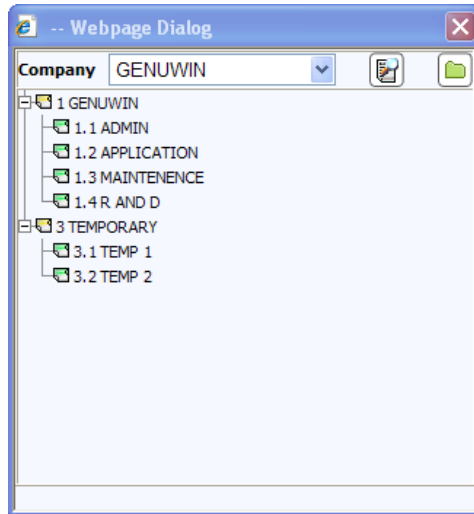 -- Webpage Dialog
Company GENUWIN
1 GENUWIN
1.1 ADMIN
1.2 APPLICATION
1.3 MAINTENENCE
1.4 R AND D
3 TEMPORARY
3.1 TEMP 1
3.2 TEMP 2